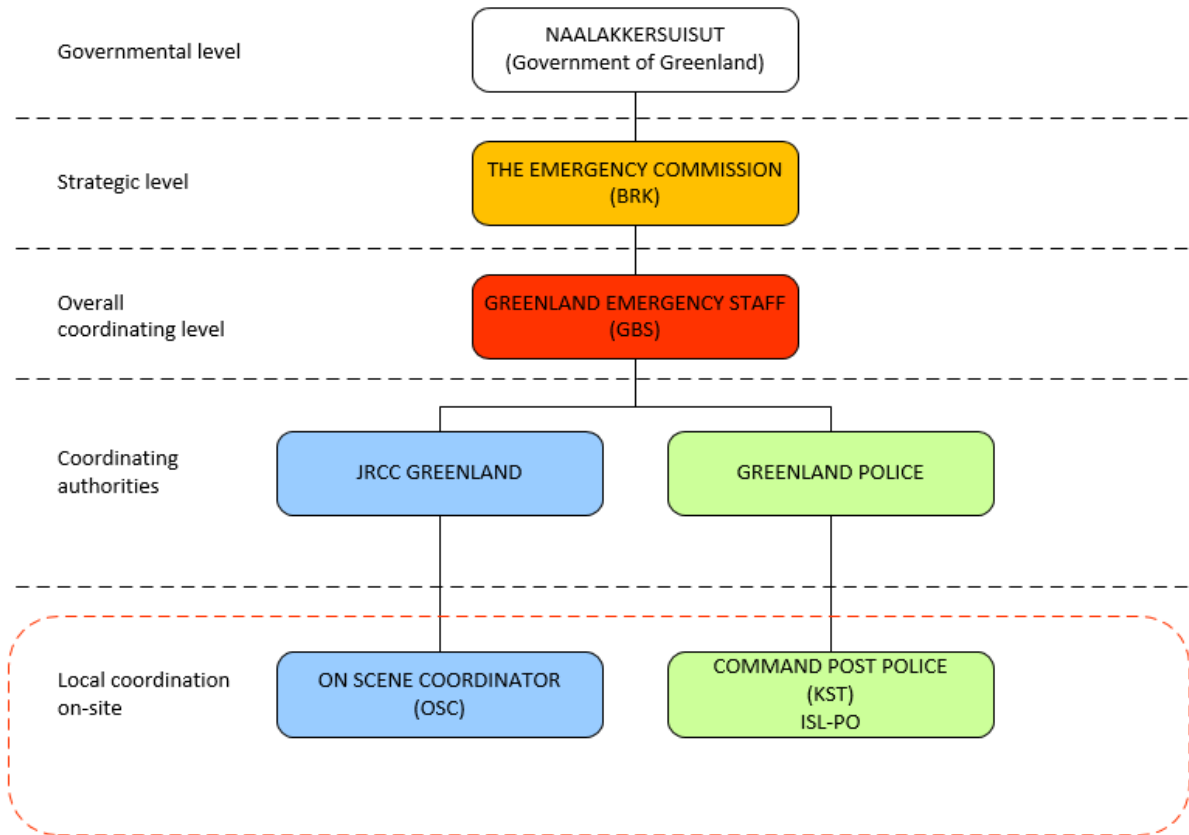 Governmental level
NAALAKKERSUISUT
(Government of Greenland)
Strategic level
THE EMERGENCY COMMISSION
(BRK)
Overall
coordinating level
GREENLAND EMERGENCY STAFF
(GBS)
Coordinating
authorities
JRCC GREENLAND
GREENLAND POLICE
Local coordination
on-site
ON SCENE COORDINATOR
(OSC)
COMMAND POST POLICE
(KST)
ISL-PO